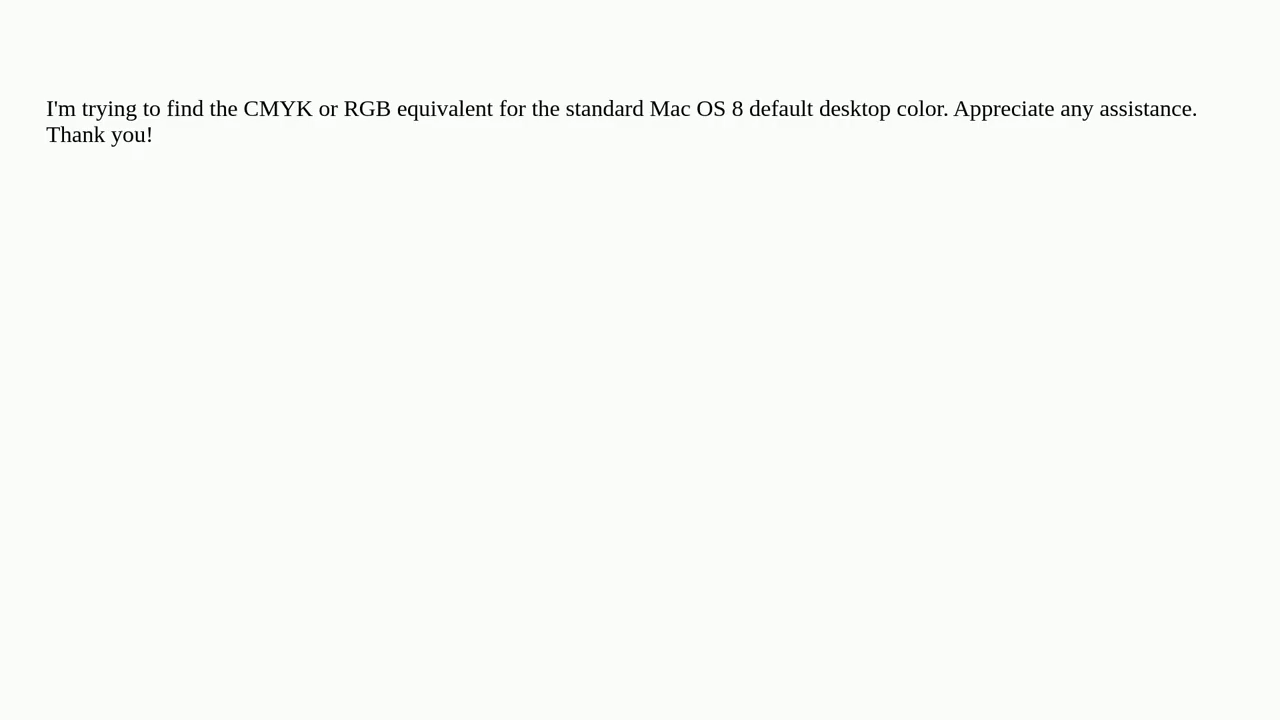 I'm trying to find the CMYK or RGB equivalent for the standard Mac OS 8 default desktop color. Appreciate any assistance.
Thank you!